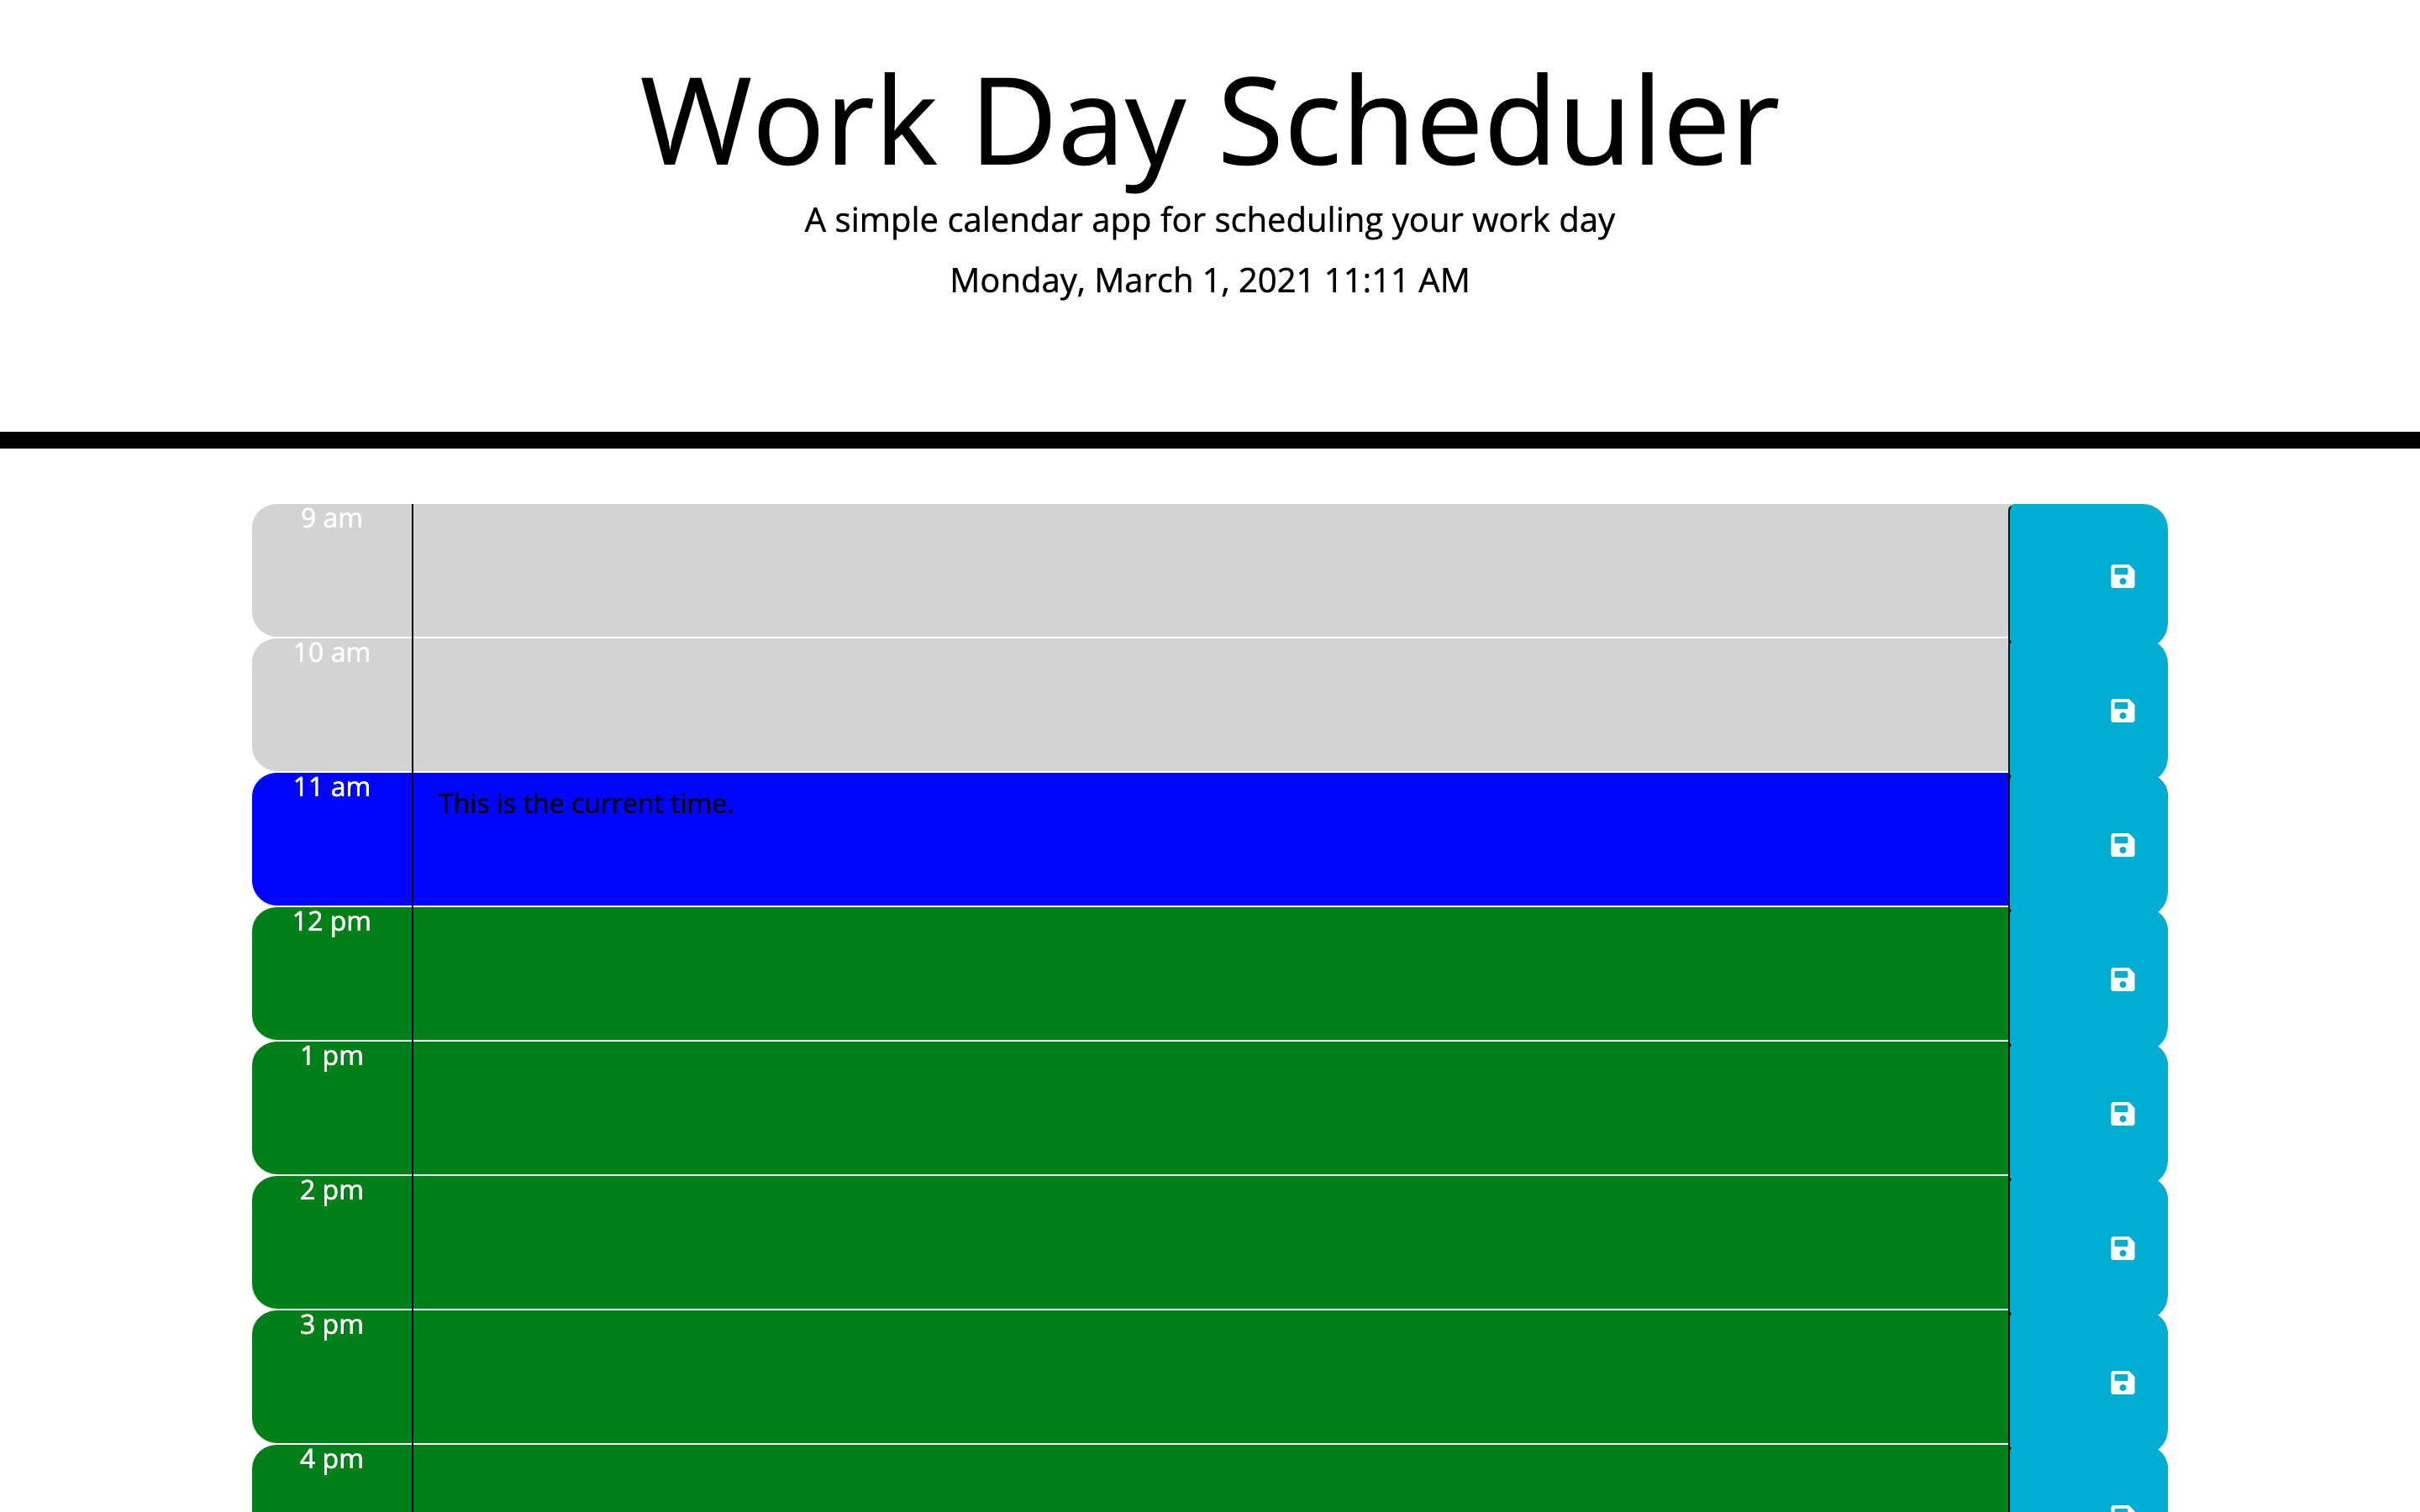 Work Day Scheduler
A simple calendar app for scheduling your work day
Monday, March 1, 2021 11:11 AM
9 am
10 am
11 am
This is the current time.
12 pm
1 pm
2 pm
3 pm
4 pm